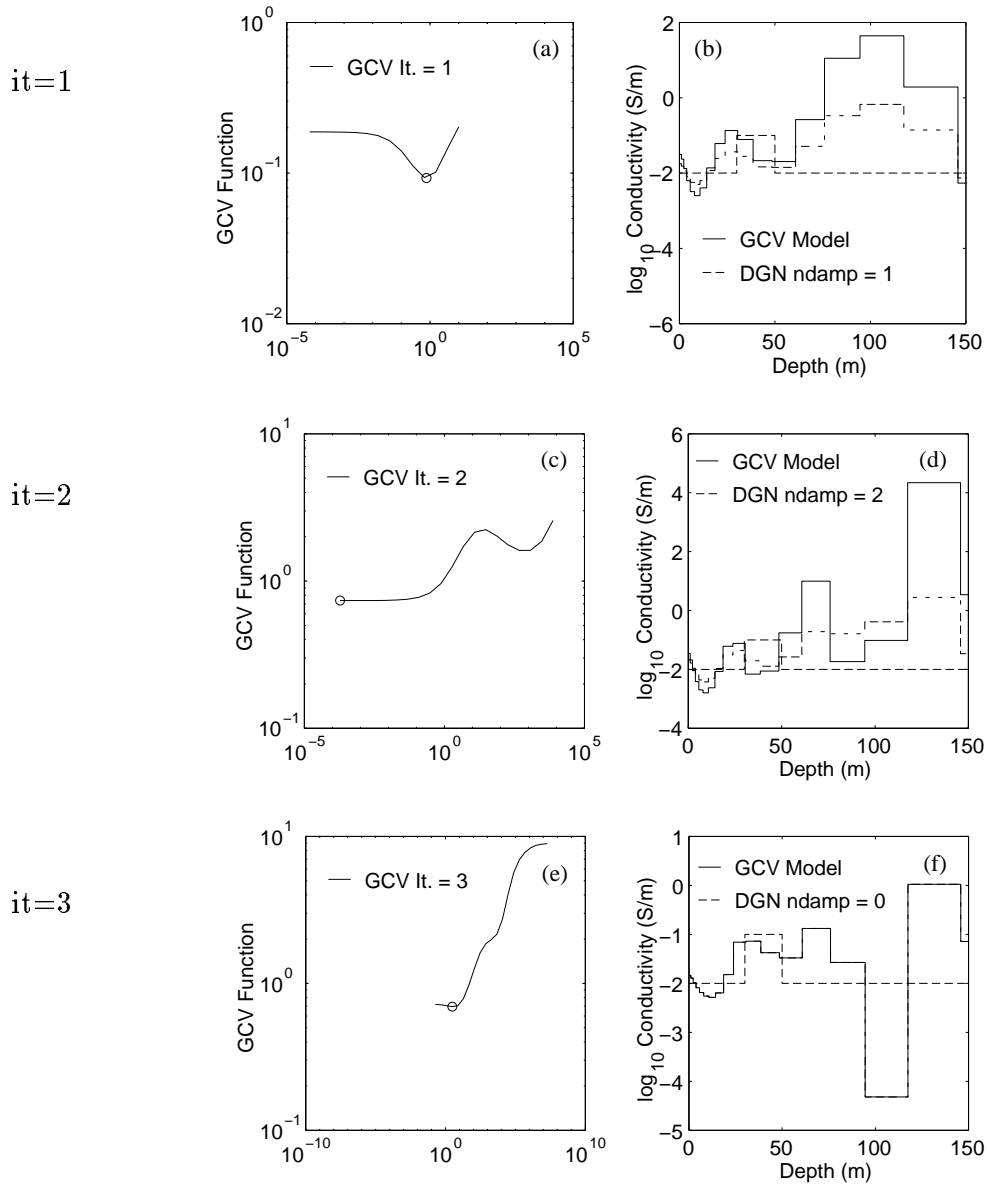 it=1
(a)
GCV It. = 1
GCV Function
10^0
10^−1
10^−2
10^−5
10^0
10^5
(b)
log10 Conductivity (S/m)
2
0
−2
−4
−6
GCV Model
DGN ndamp = 1
0
50
100
150
Depth (m)
it=2
(c)
GCV It. = 2
GCV Function
10^1
10^0
10^−1
10^−5
10^0
10^5
(d)
GCV Model
DGN ndamp = 2
log10 Conductivity (S/m)
6
4
2
0
−2
−4
0
50
100
150
Depth (m)
it=3
(e)
GCV It. = 3
GCV Function
10^1
10^0
10^−1
10^−10
10^0
10^10
(f)
GCV Model
DGN ndamp = 0
log10 Conductivity (S/m)
1
0
−1
−2
−3
−4
−5
0
50
100
150
Depth (m)